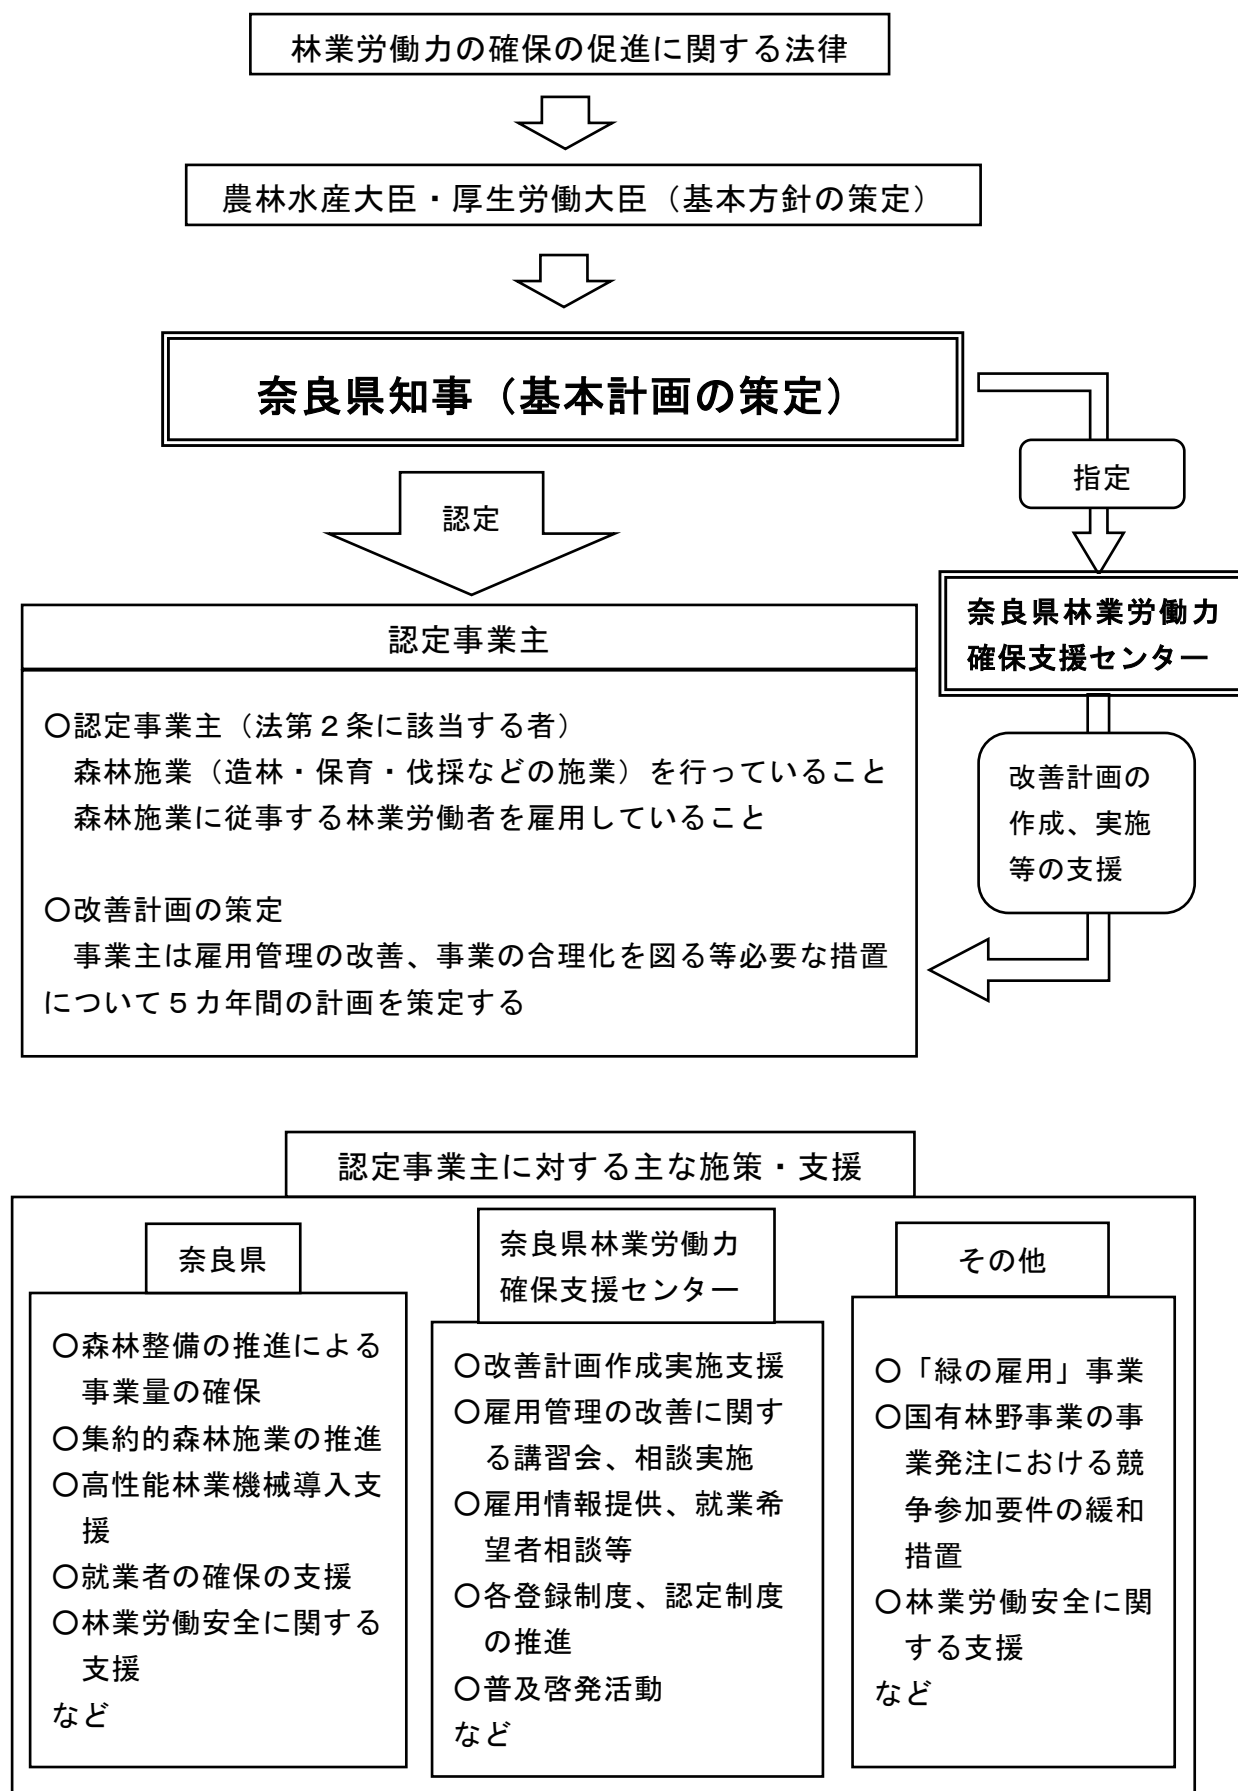 林業労働力の確保の促進に関する法律
農林水産大臣・厚生労働大臣（基本方針の策定）
奈良県知事（基本計画の策定）
指定
認定
奈良県林業労働力
確保支援センター
改善計画の
作成、実施
等の支援
認定事業主
〇認定事業主（法第２条に該当する者）
森林施業（造林・保育・伐採などの施業）を行っていること
森林施業に従事する林業労働者を雇用していること
〇改善計画の策定
事業主は雇用管理の改善、事業の合理化を図る等必要な措置
について５カ年間の計画を策定する
認定事業主に対する主な施策・支援
奈良県
〇森林整備の推進による
事業量の確保
〇集約的森林施業の推進
〇高性能林業機械導入支
援
〇就業者の確保の支援
〇林業労働安全に関する
支援
など
奈良県林業労働力
確保支援センター
〇改善計画作成実施支援
〇雇用管理の改善に関す
る講習会、相談実施
〇雇用情報提供、就業希
望者相談等
〇各登録制度、認定制度
の推進
〇普及啓発活動
など
その他
〇「緑の雇用」事業
〇国有林野事業の事
業発注における競
争参加要件の緩和
措置
〇林業労働安全に関
する支援
など